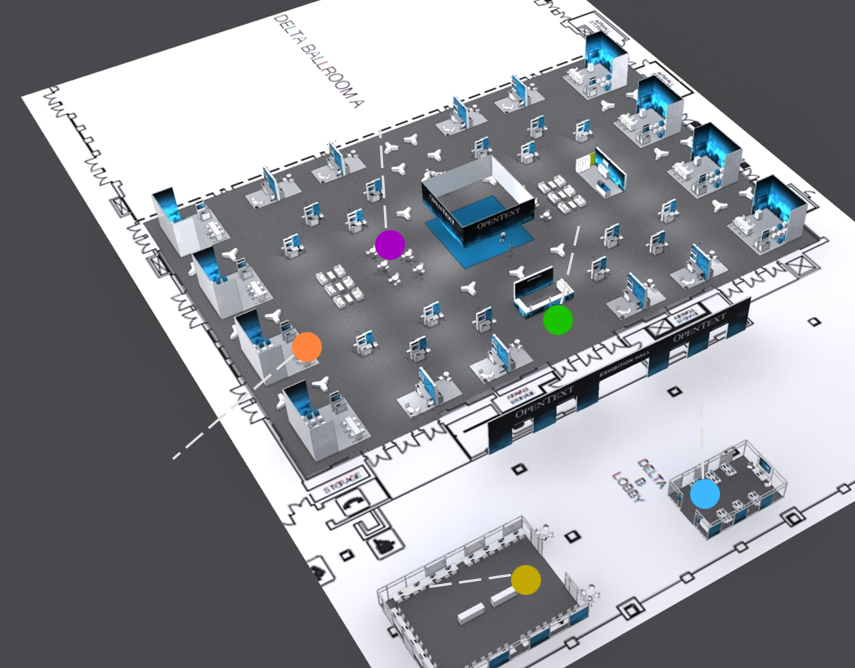 DELTA BALLROOM A
OPENTEXT
OPENTEXT
OPENTEXT
EXHIBITION HALL
OPENTEXT
STORAGE
DELTA
B
LOBBY